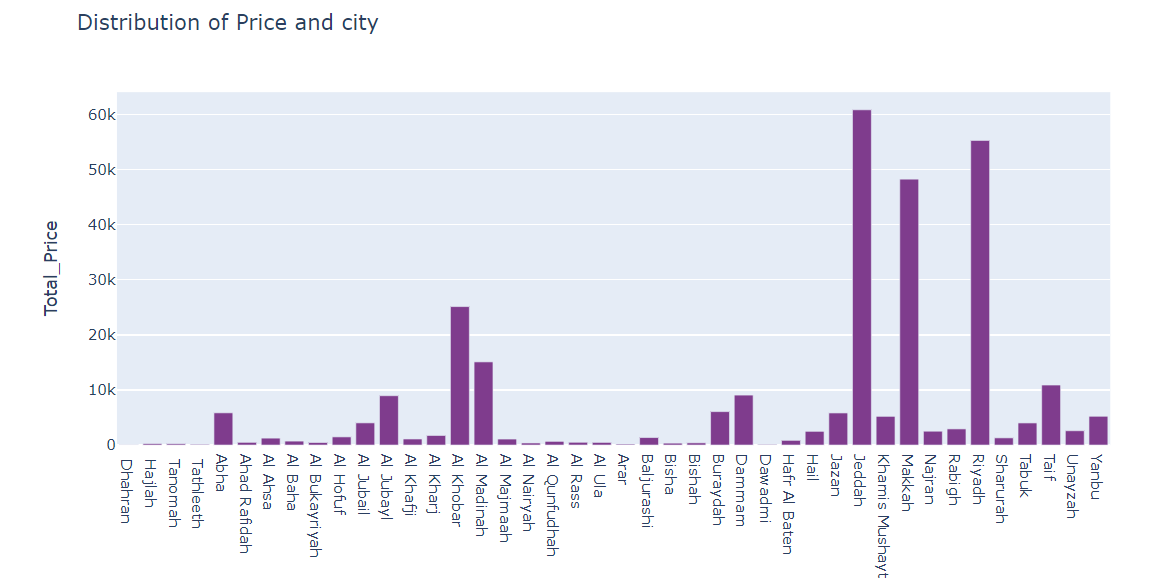 Distribution of Price and city
60k
50k
40k
30k
20k
10k
0
Total_Price
Dhahran
Hajlah
Tanomah
Tathleeth
Abha
Ahad Rafidah
Al Ahsa
Al Baha
Al Bukayriyah
Al Hofuf
Al Jubail
Al Jubayl
Al Khafji
Al Kharj
Al Khobar
Al Madinah
Al Majmaah
Al Nairyah
Al Qunfudhah
Al Rass
Al Ula
Arar
Baljurashi
Bisha
Bishah
Buraydah
Dammam
Dawadmi
Hafr Al Baten
Hail
Jazan
Jeddah
Khamis Mushayt
Makkah
Najran
Rabigh
Riyadh
Sharurah
Tabuk
Taif
Unayzah
Yanbu